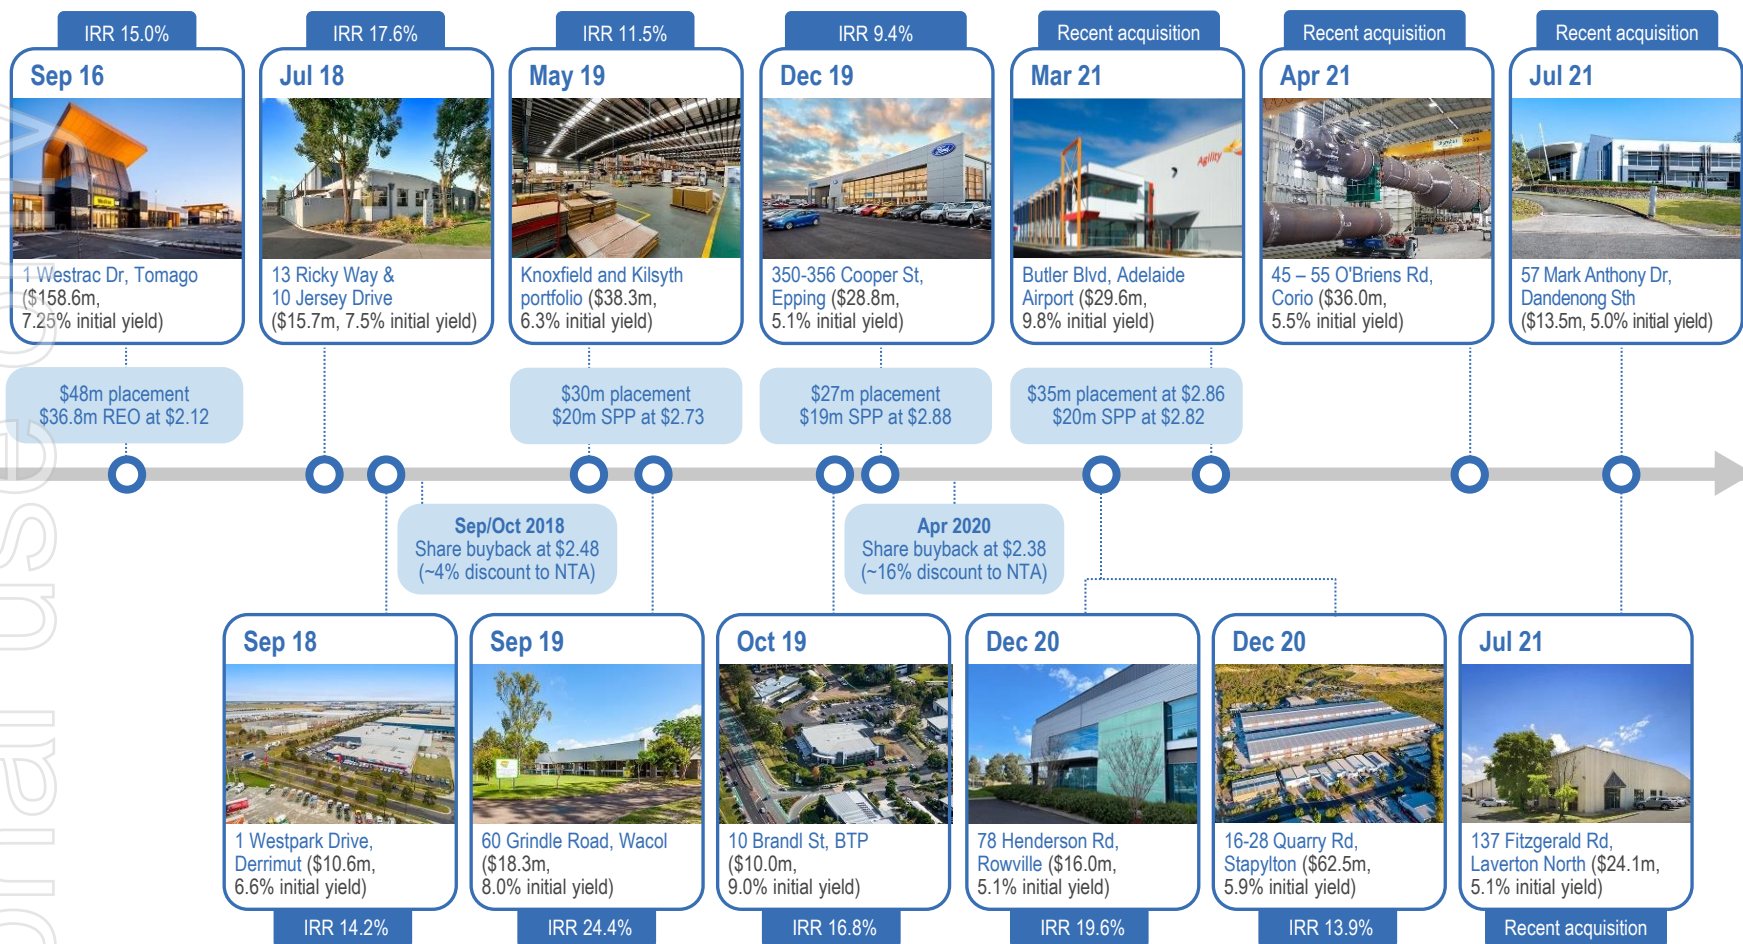 IRR 15.0%
Sep 16
1 Westrac Dr, Tomago
($158.6m,
7.25% initial yield)
IRR 17.6%
Jul 18
13 Ricky Way &
10 Jersey Drive
($15.7m, 7.5% initial yield)
IRR 11.5%
May 19
Knoxfield and Kilsyth
portfolio ($38.3m,
6.3% initial yield)
IRR 9.4%
Dec 19
Ford
350-356 Cooper St,
Epping ($28.8m,
5.1% initial yield)
Recent acquisition
Mar 21
Agility
Butler Blvd, Adelaide
Airport ($29.6m,
9.8% initial yield)
Recent acquisition
Apr 21
45 – 55 O'Briens Rd,
Corio ($36.0m,
5.5% initial yield)
Recent acquisition
Jul 21
57 Mark Anthony Dr,
Dandenong Sth
($13.5m, 5.0% initial yield)
$48m placement
$36.8m REO at $2.12
$30m placement
$20m SPP at $2.73
$27m placement
$19m SPP at $2.88
$35m placement at $2.86
$20m SPP at $2.82
Sep/Oct 2018
Share buyback at $2.48
(~4% discount to NTA)
Apr 2020
Share buyback at $2.38
(~16% discount to NTA)
Sep 18
1 Westpark Drive,
Derrimut ($10.6m,
6.6% initial yield)
IRR 14.2%
Sep 19
60 Grindle Road, Wacol
($18.3m,
8.0% initial yield)
IRR 24.4%
Oct 19
10 Brandl St, BTP
($10.0m,
9.0% initial yield)
IRR 16.8%
Dec 20
78 Henderson Rd,
Rowville ($16.0m,
5.1% initial yield)
IRR 19.6%
Dec 20
16-28 Quarry Rd,
Stapylton ($62.5m,
5.9% initial yield)
IRR 13.9%
Jul 21
137 Fitzgerald Rd,
Laverton North ($24.1m,
5.1% initial yield)
Recent acquisition
onal use only